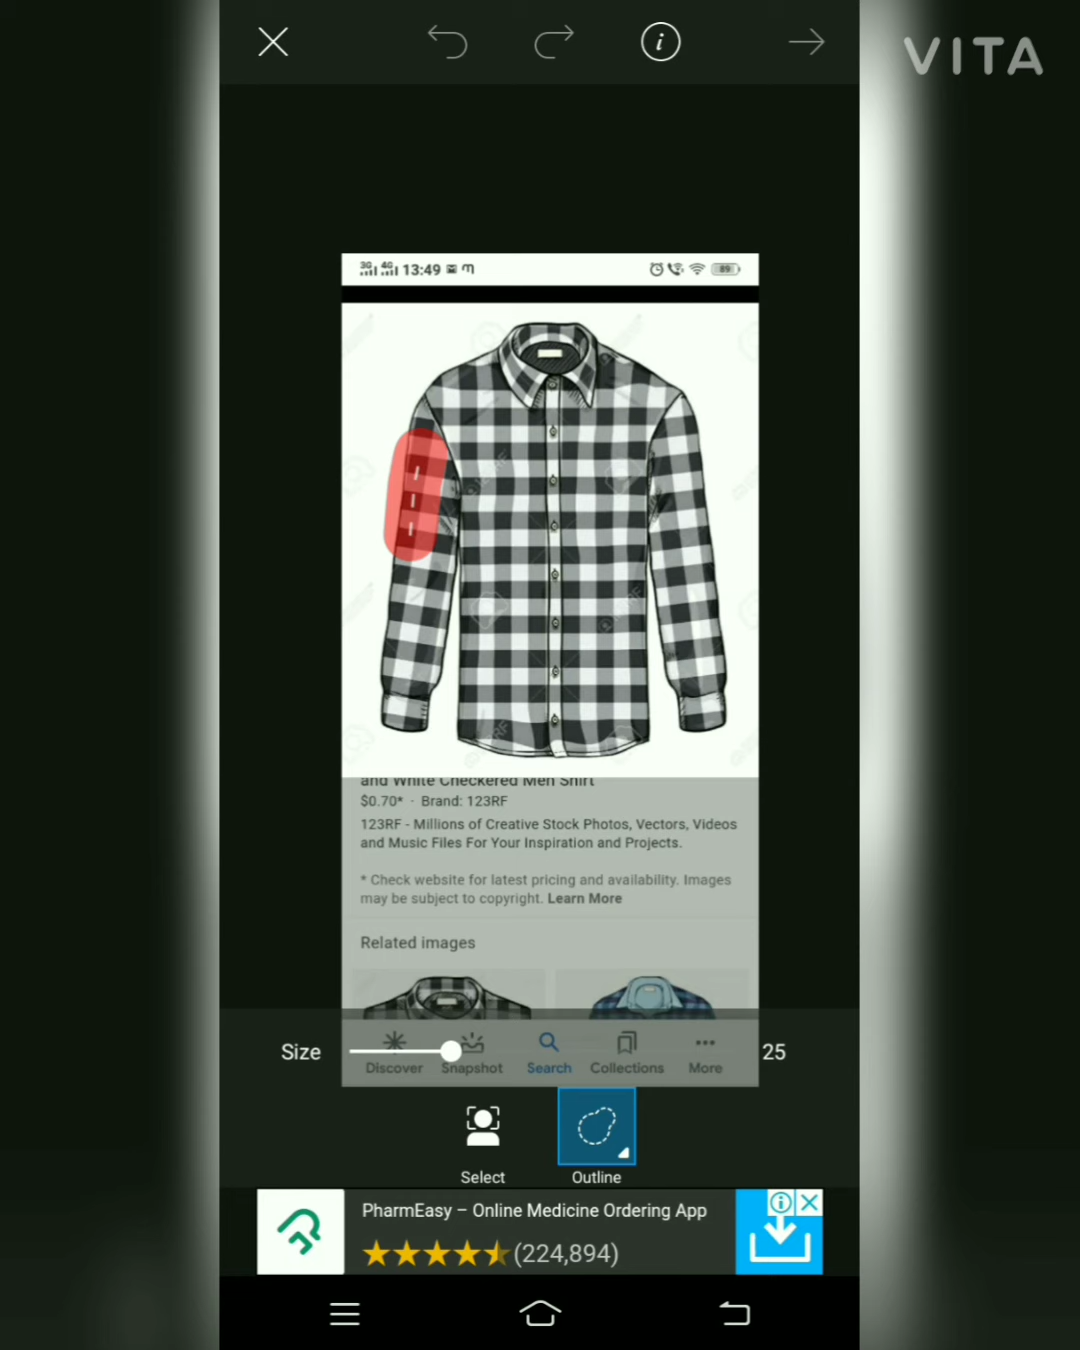 VITA
3G 4G 13:49
89
and White Checkered Men Shirt
$0.70* · Brand: 123RF
123RF - Millions of Creative Stock Photos, Vectors, Videos
and Music Files For Your Inspiration and Projects.
* Check website for latest pricing and availability. Images
may be subject to copyright. Learn More
Related images
Size 25
Discover Snapshot Search Collections More
Select Outline
PharmEasy – Online Medicine Ordering App
(224,894)